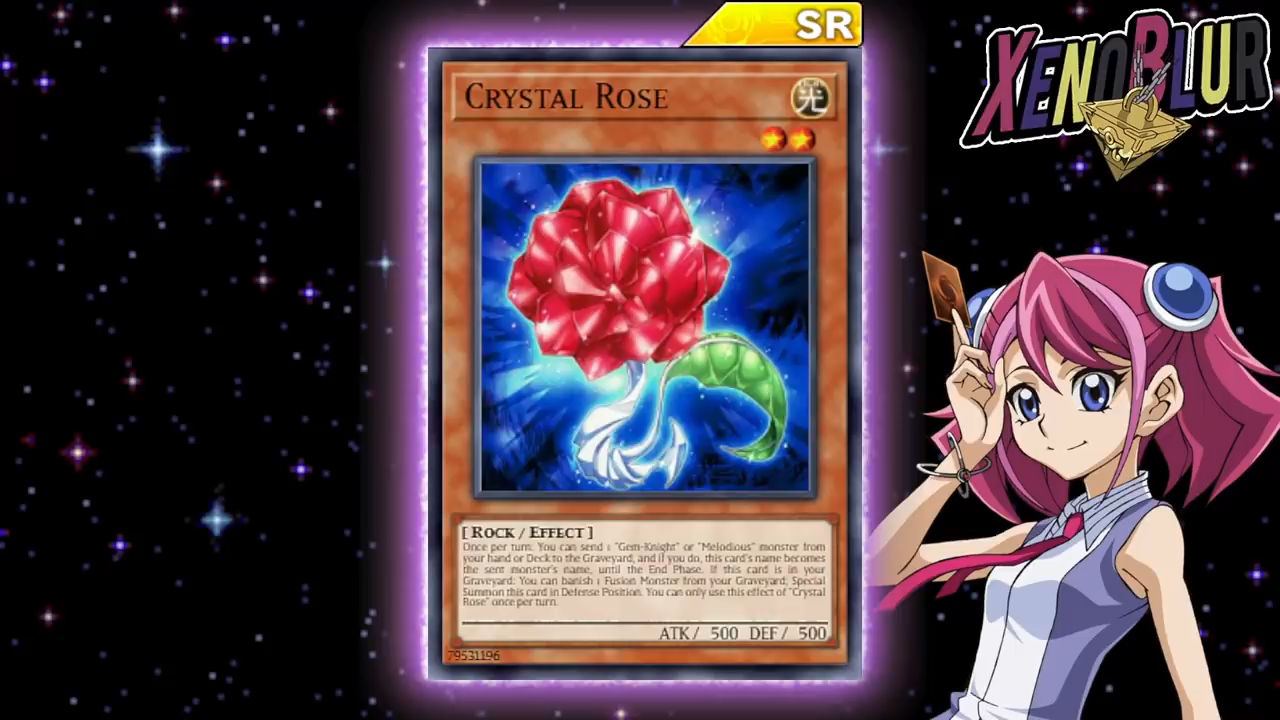 SR
XENOBLUR
CRYSTAL ROSE
光
[ ROCK / EFFECT ]
Once per turn: You can send 1 "Gem-Knight" or "Melodious" monster from
your hand or Deck to the Graveyard, and if you do, this card's name becomes
the sent monster's name, until the End Phase. If this card is in your
Graveyard: You can banish 1 Fusion Monster from your Graveyard; Special
Summon this card in Defense Position. You can only use this effect of "Crystal
Rose" once per turn.
ATK / 500 DEF / 500
79531196